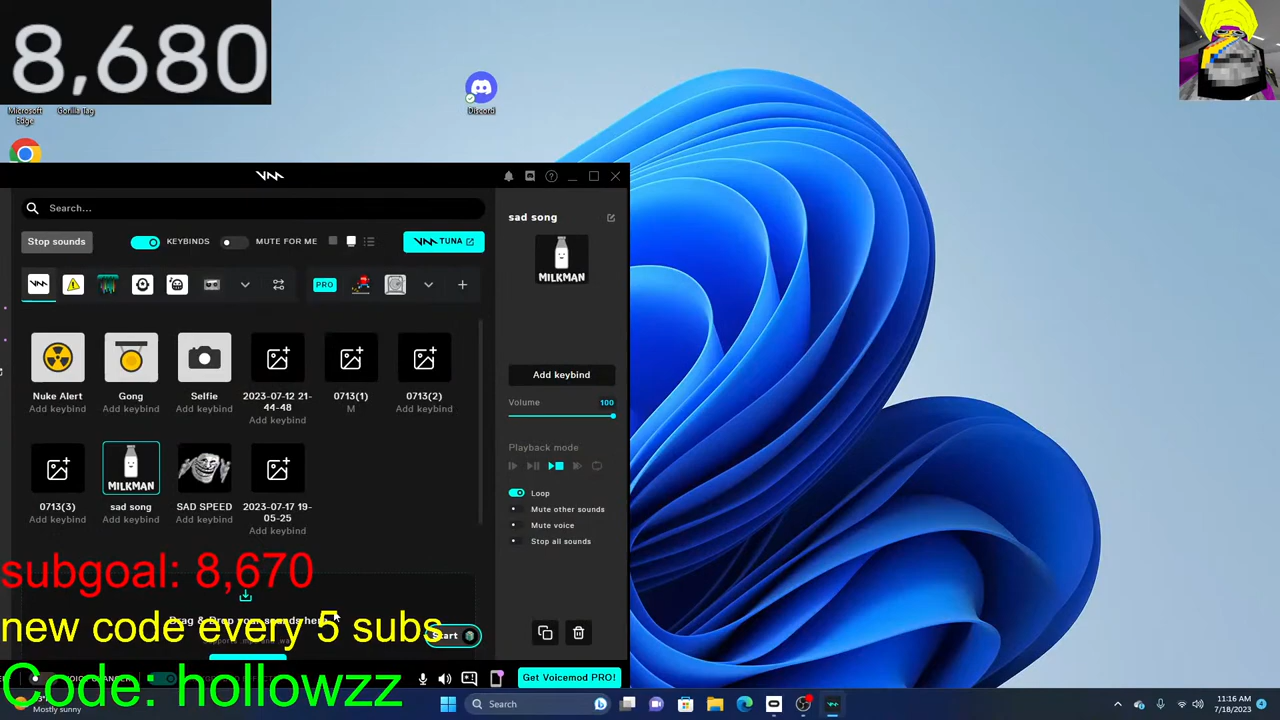 8,680
Microsoft Edge
Gorilla Tag
Discord
Search...
Stop sounds
KEYBINDS
MUTE FOR ME
TUNA
PRO
Nuke Alert
Add keybind
Gong
Add keybind
Selfie
Add keybind
2023-07-12 21-44-48
Add keybind
0713(1)
M
0713(2)
Add keybind
0713(3)
Add keybind
MILKMAN
sad song
Add keybind
SAD SPEED
Add keybind
2023-07-17 19-05-25
Add keybind
sad song
MILKMAN
Add keybind
Volume
100
Playback mode
Loop
Mute other sounds
Mute voice
Stop all sounds
subgoal: 8,670
Drag & Drop your sounds here
new code every 5 subs
Start
Code: hollowzz
Get Voicemod PRO!
Mostly sunny
Search
11:16 AM
7/18/2023